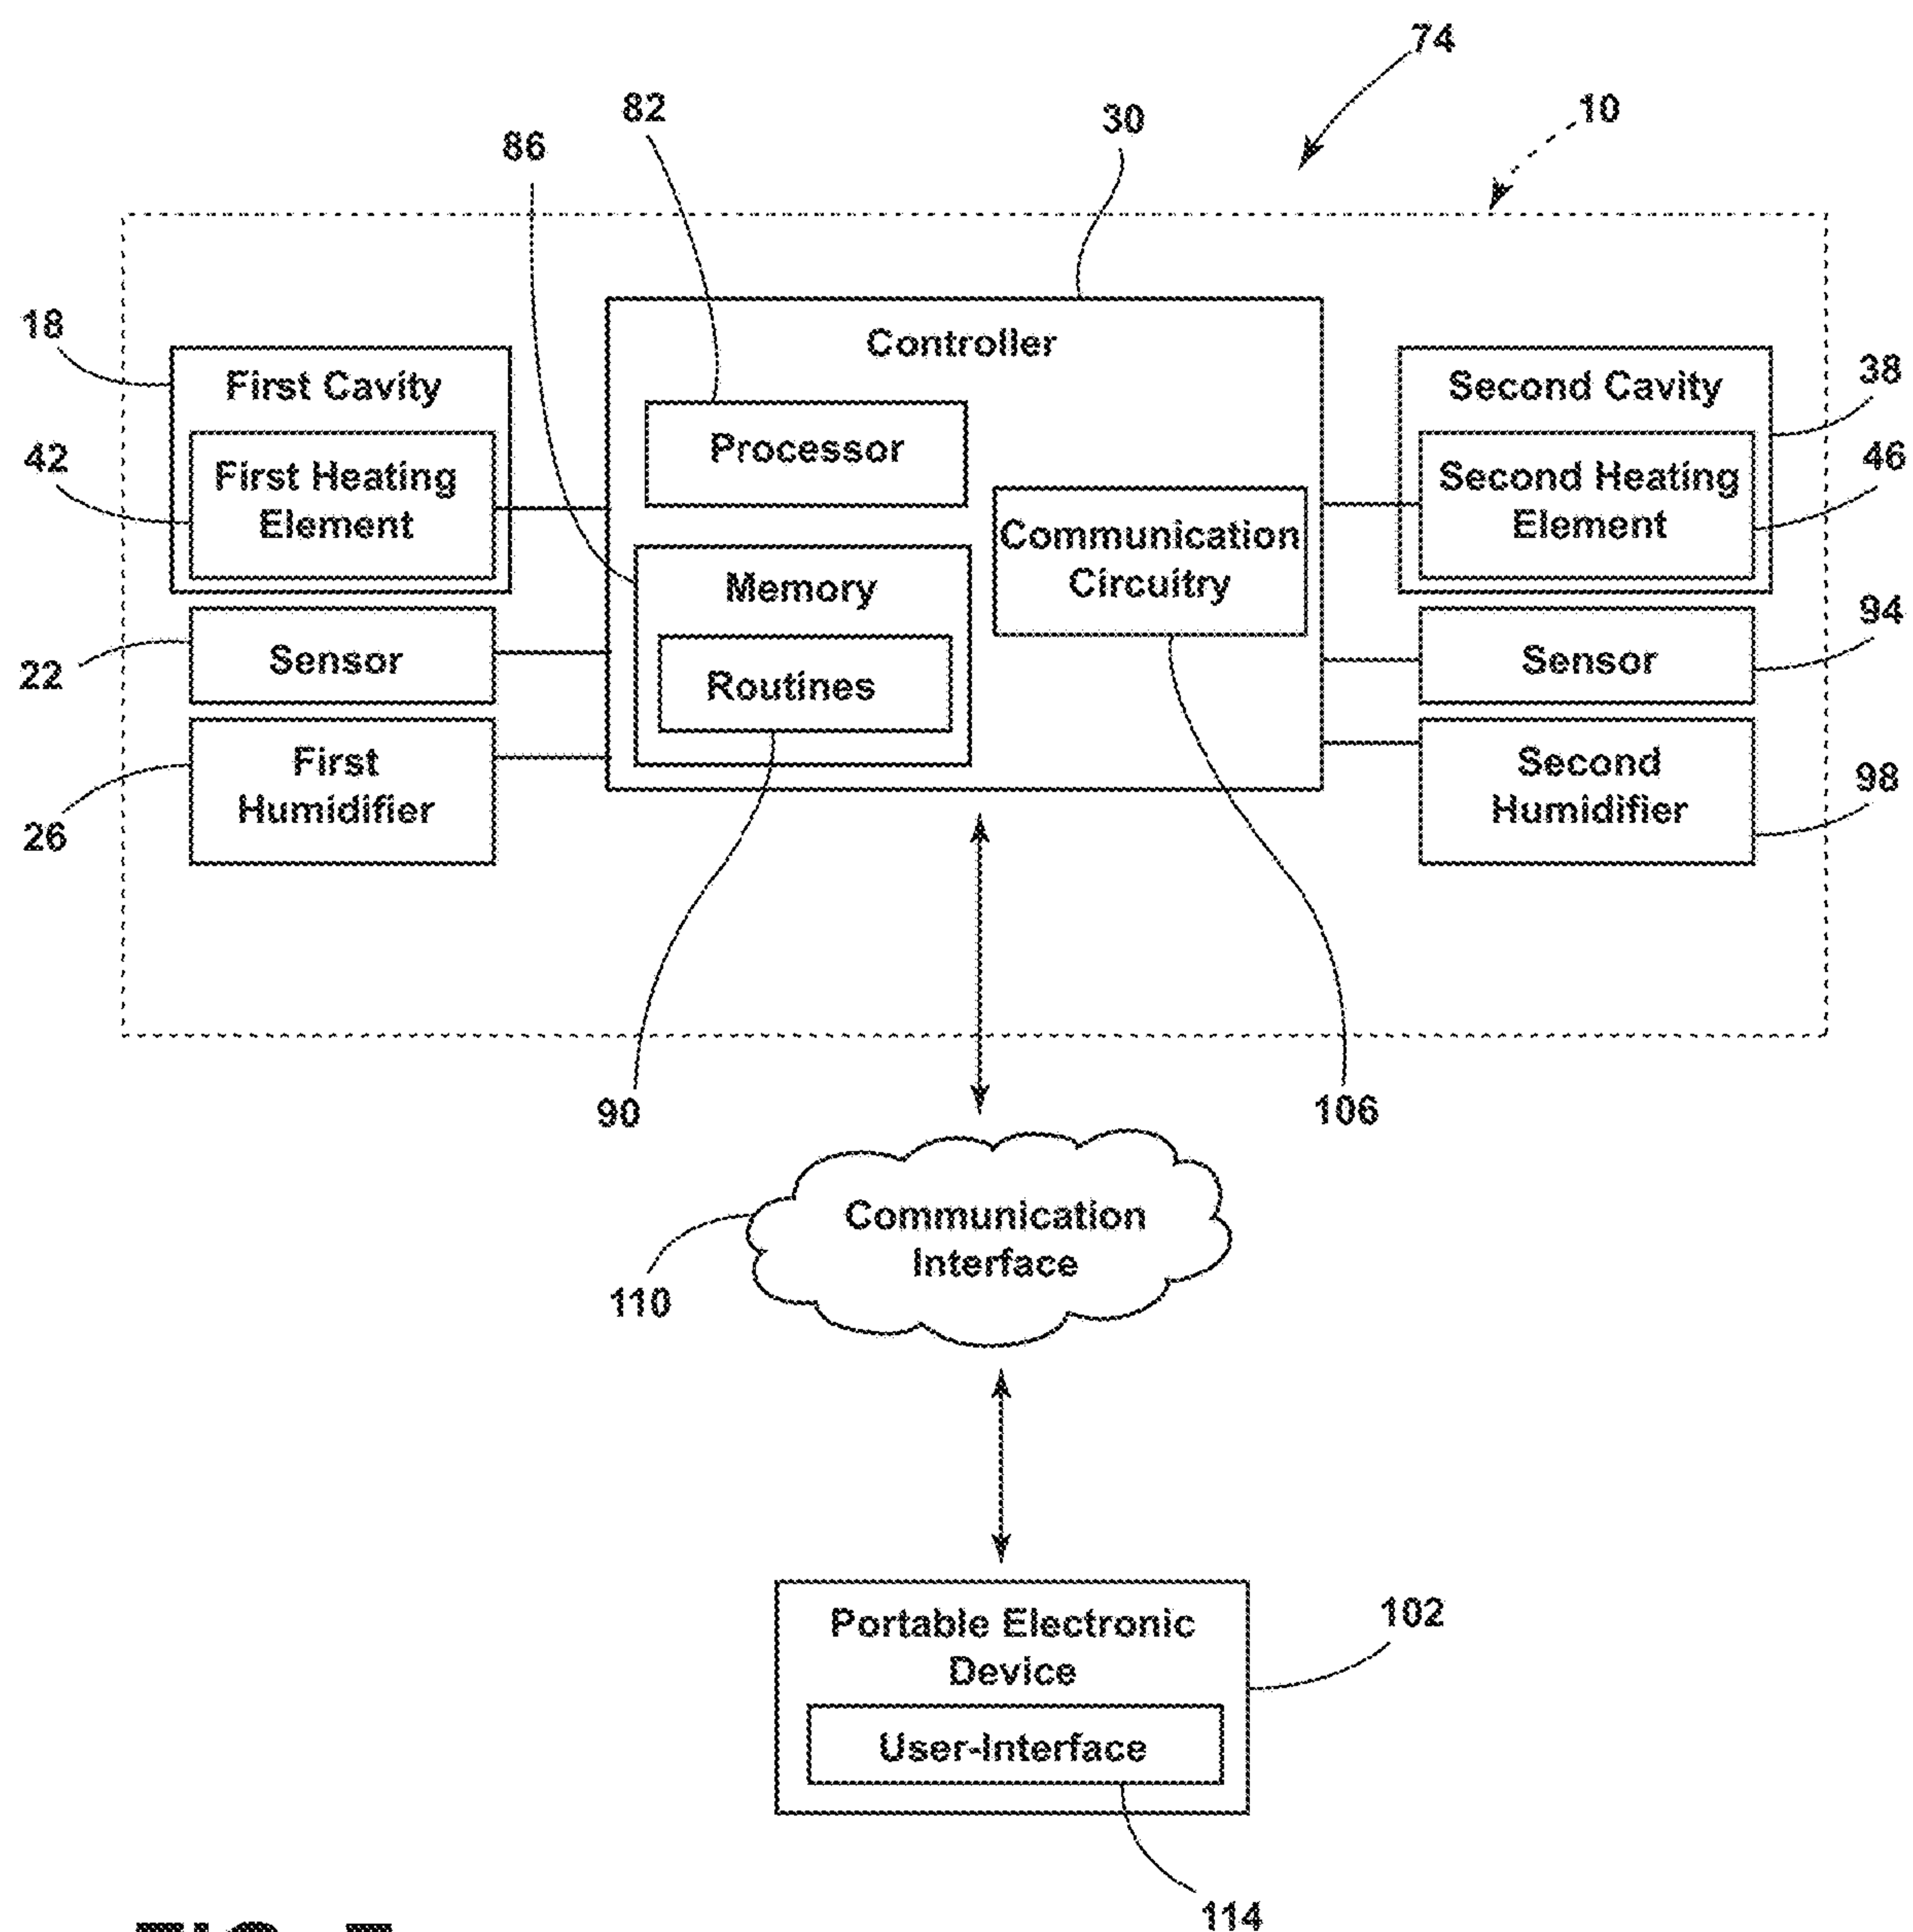 74
10
82
30
86
18
Controller
First Cavity
Second Cavity
38
Processor
42
First Heating
Element
Second Heating
Element
46
Communication
Circuitry
Memory
22
Sensor
Routines
Sensor
94
26
First
Humidifier
Second
Humidifier
98
90
106
Communication
Interface
110
Portable Electronic
Device
102
User-Interface
114